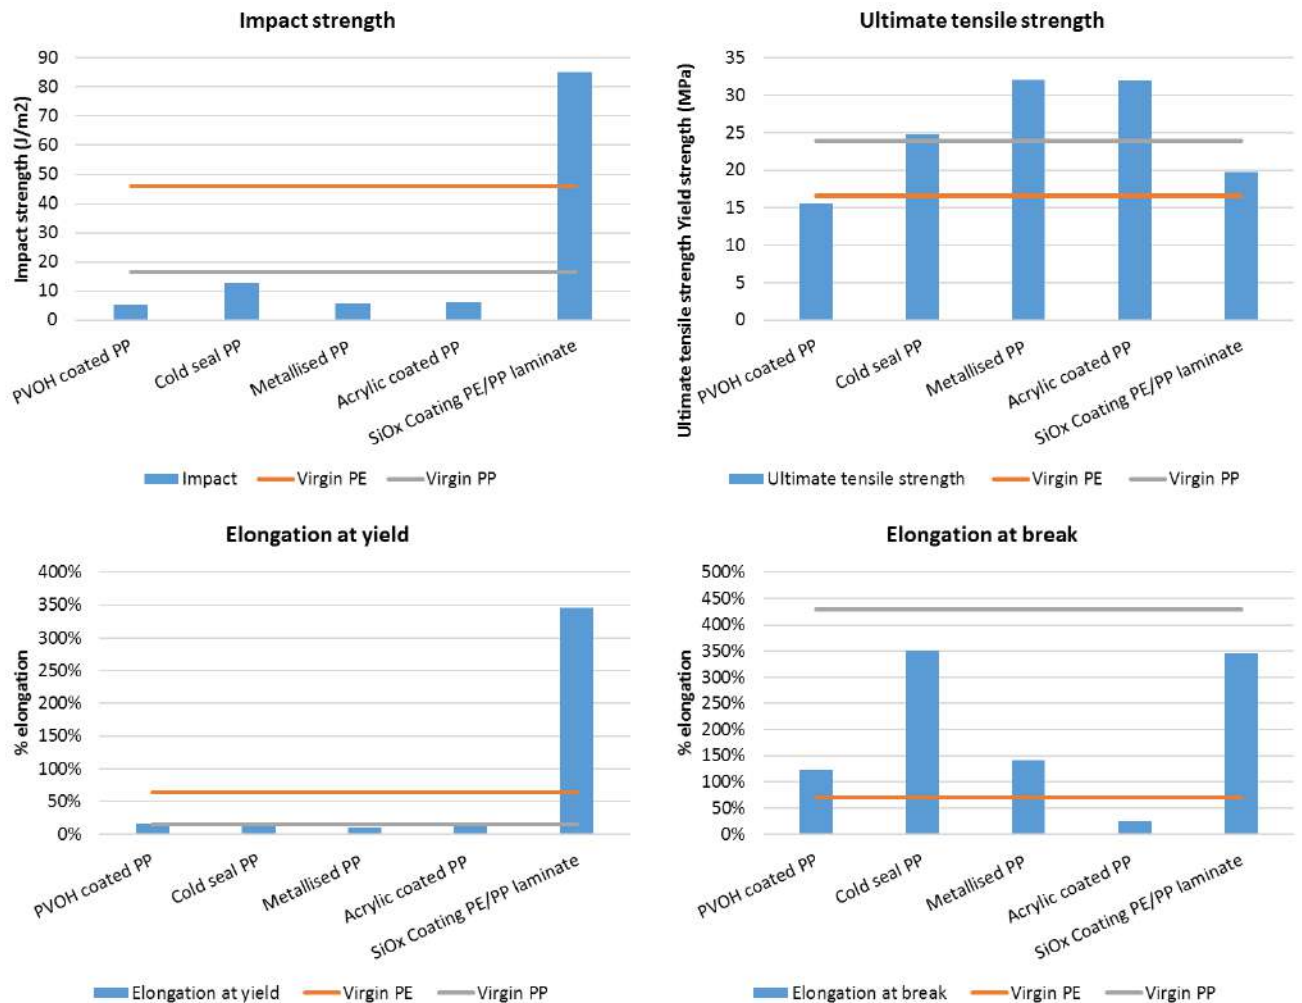 Impact strength
Impact strength (J/m2)
90
80
70
60
50
40
30
20
10
0
PVOH coated PP
Cold seal PP
Metallised PP
Acrylic coated PP
SiOx Coating PE/PP laminate
Impact Virgin PE Virgin PP
Ultimate tensile strength
Ultimate tensile strength Yield strength (MPa)
35
30
25
20
15
10
5
0
PVOH coated PP
Cold seal PP
Metallised PP
Acrylic coated PP
SiOx Coating PE/PP laminate
Ultimate tensile strength Virgin PE Virgin PP
Elongation at yield
% elongation
400%
350%
300%
250%
200%
150%
100%
50%
0%
PVOH coated PP
Cold seal PP
Metallised PP
Acrylic coated PP
SiOx Coating PE/PP laminate
Elongation at yield Virgin PE Virgin PP
Elongation at break
% elongation
500%
450%
400%
350%
300%
250%
200%
150%
100%
50%
0%
PVOH coated PP
Cold seal PP
Metallised PP
Acrylic coated PP
SiOx Coating PE/PP laminate
Elongation at break Virgin PE Virgin PP